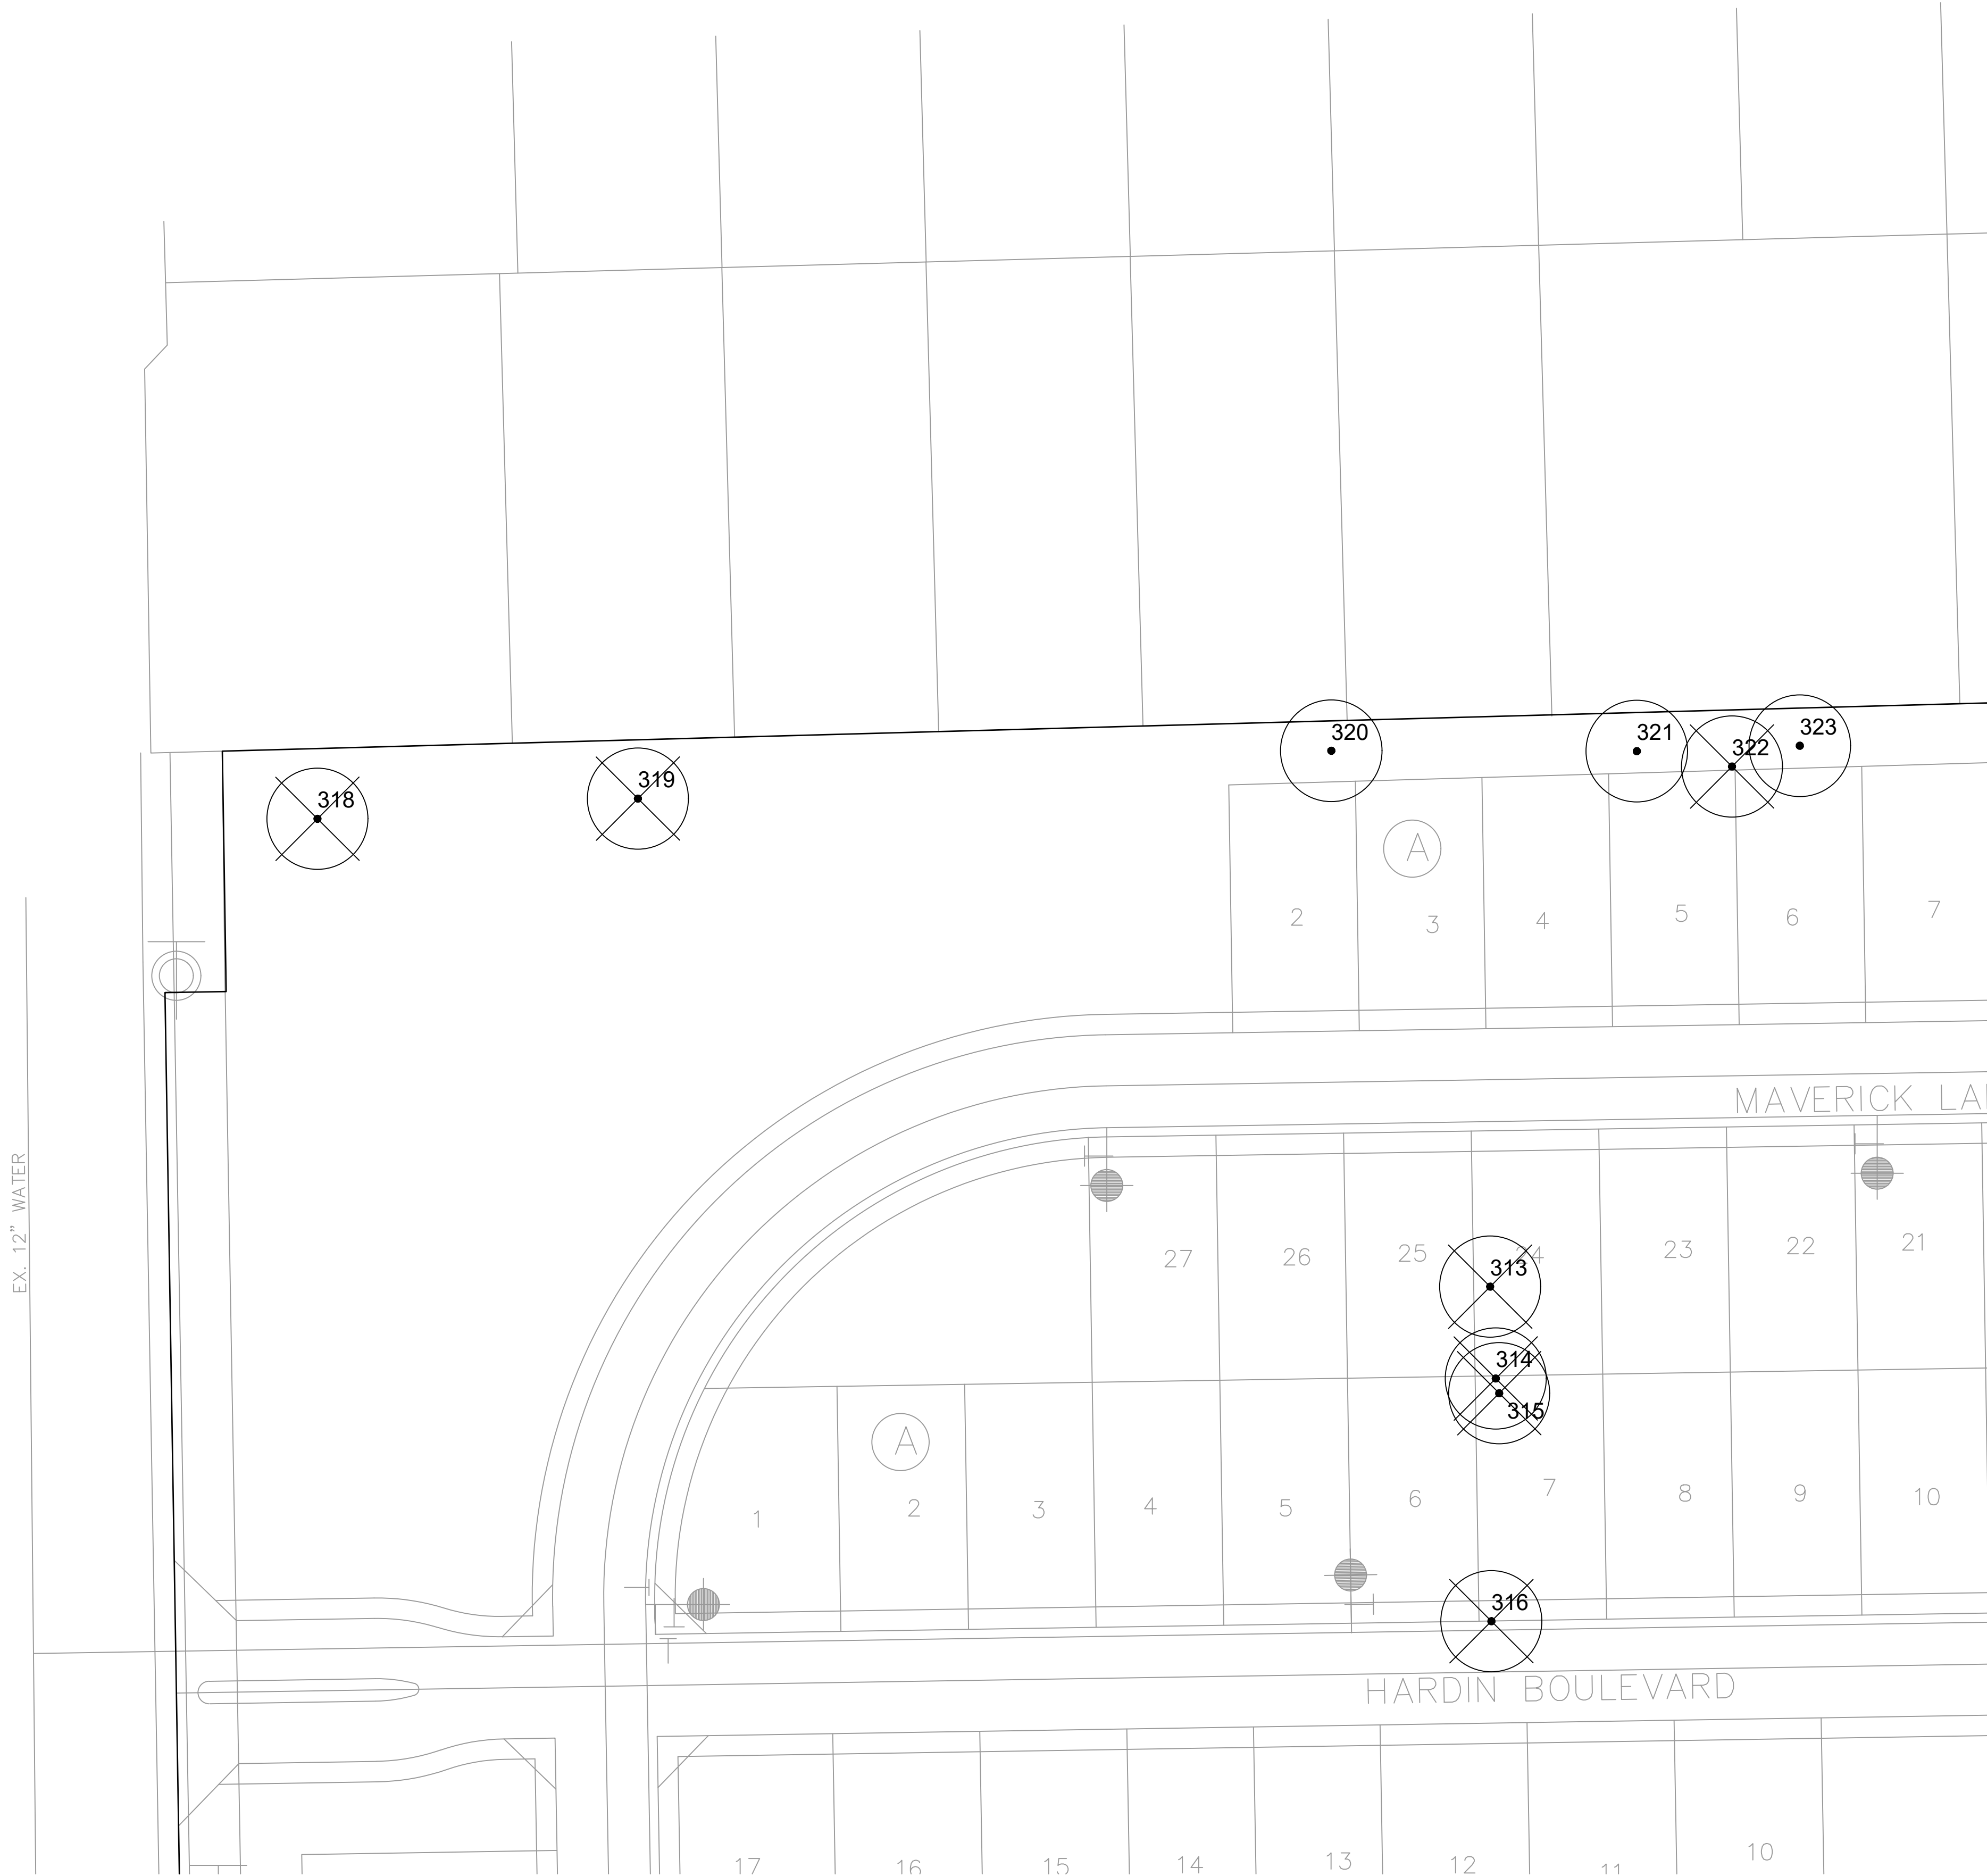 320 321 322 323
318 319
A
2 3 4 5 6 7
MAVERICK
EX. 12" WATER
27 26 25 24 23 22 21
313
314
315
A
1 2 3 4 5 6 7 8 9 10
316
HARDIN BOULEVARD
17 16 15 14 13 12 11 10